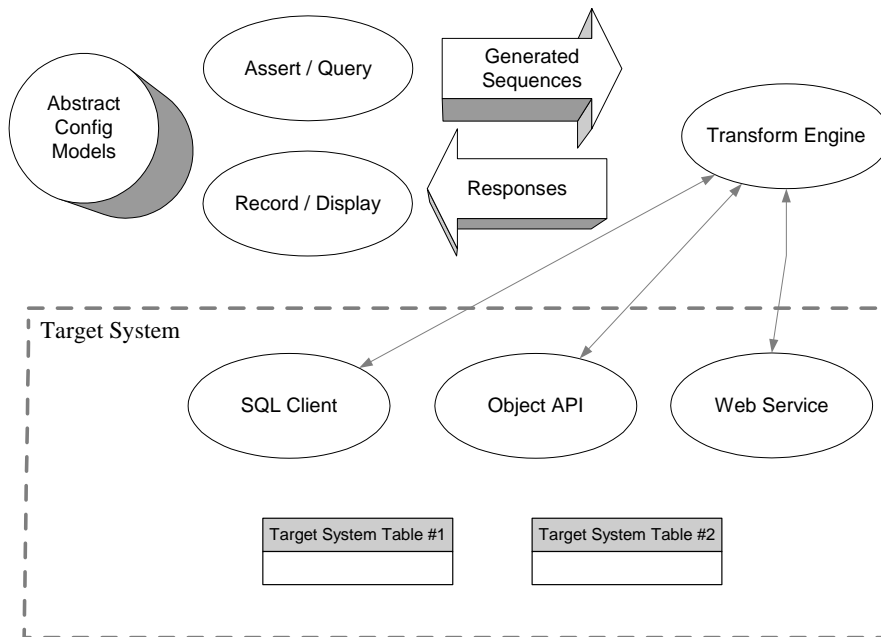 Abstract
Config
Models
Assert / Query
Generated
Sequences
Transform Engine
Record / Display
Responses
Target System
SQL Client
Object API
Web Service
Target System Table #1
Target System Table #2